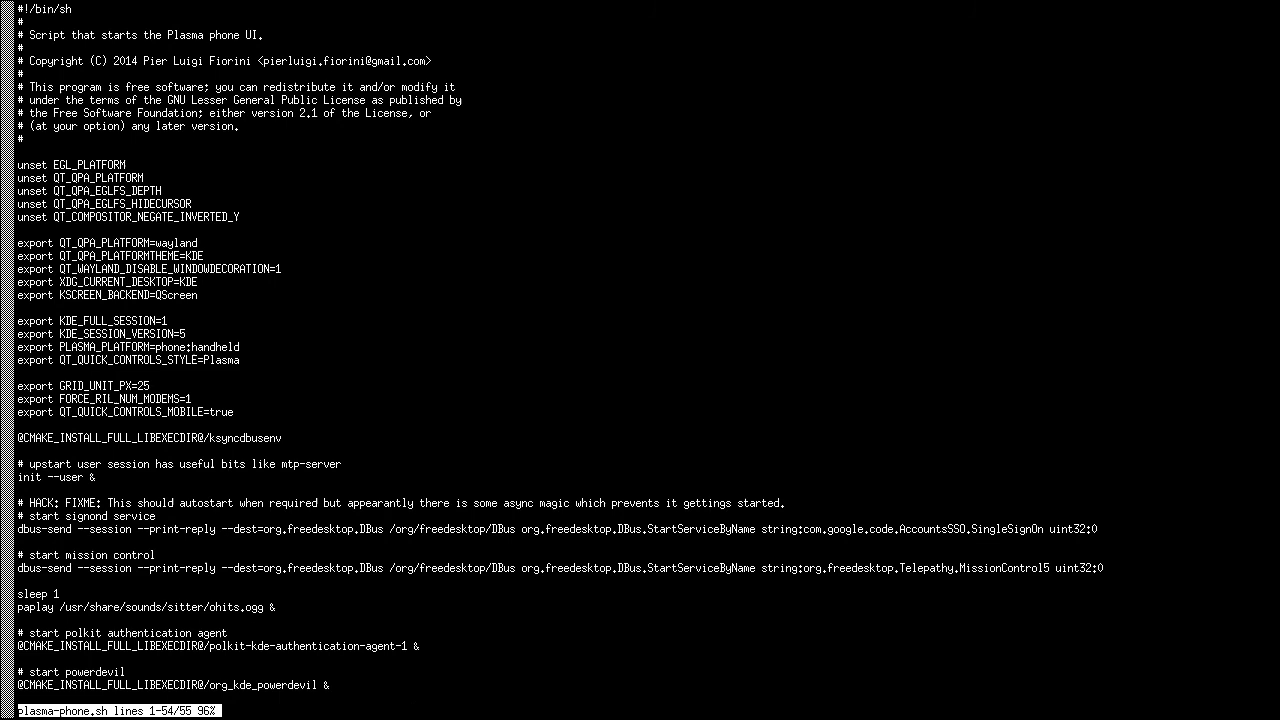 #!/bin/sh
#
# Script that starts the Plasma phone UI.
#
# Copyright (C) 2014 Pier Luigi Fiorini <pierluigi.fiorini@gmail.com>
#
# This program is free software; you can redistribute it and/or modify it
# under the terms of the GNU Lesser General Public License as published by
# the Free Software Foundation; either version 2.1 of the License, or
# (at your option) any later version.
#
unset EGL_PLATFORM
unset QT_QPA_PLATFORM
unset QT_QPA_EGLFS_DEPTH
unset QT_QPA_EGLFS_HIDECURSOR
unset QT_COMPOSITOR_NEGATE_INVERTED_Y
export QT_QPA_PLATFORM=wayland
export QT_QPA_PLATFORMTHEME=KDE
export QT_WAYLAND_DISABLE_WINDOWDECORATION=1
export XDG_CURRENT_DESKTOP=KDE
export KSCREEN_BACKEND=QScreen
export KDE_FULL_SESSION=1
export KDE_SESSION_VERSION=5
export PLASMA_PLATFORM=phone:handheld
export QT_QUICK_CONTROLS_STYLE=Plasma
export GRID_UNIT_PX=25
export FORCE_RIL_NUM_MODEMS=1
export QT_QUICK_CONTROLS_MOBILE=true
@CMAKE_INSTALL_FULL_LIBEXECDIR@/ksyncdbusenv
# upstart user session has useful bits like mtp-server
init --user &
# HACK: FIXME: This should autostart when required but appearantly there is some async magic which prevents it gettings started.
# start signond service
dbus-send --session --print-reply --dest=org.freedesktop.DBus /org/freedesktop/DBus org.freedesktop.DBus.StartServiceByName string:com.google.code.AccountsSSO.SingleSignOn uint32:0
# start mission control
dbus-send --session --print-reply --dest=org.freedesktop.DBus /org/freedesktop/DBus org.freedesktop.DBus.StartServiceByName string:org.freedesktop.Telepathy.MissionControl5 uint32:0
sleep 1
paplay /usr/share/sounds/sitter/ohits.ogg &
# start polkit authentication agent
@CMAKE_INSTALL_FULL_LIBEXECDIR@/polkit-kde-authentication-agent-1 &
# start powerdevil
@CMAKE_INSTALL_FULL_LIBEXECDIR@/org_kde_powerdevil &
plasma-phone.sh lines 1-54/55 96%